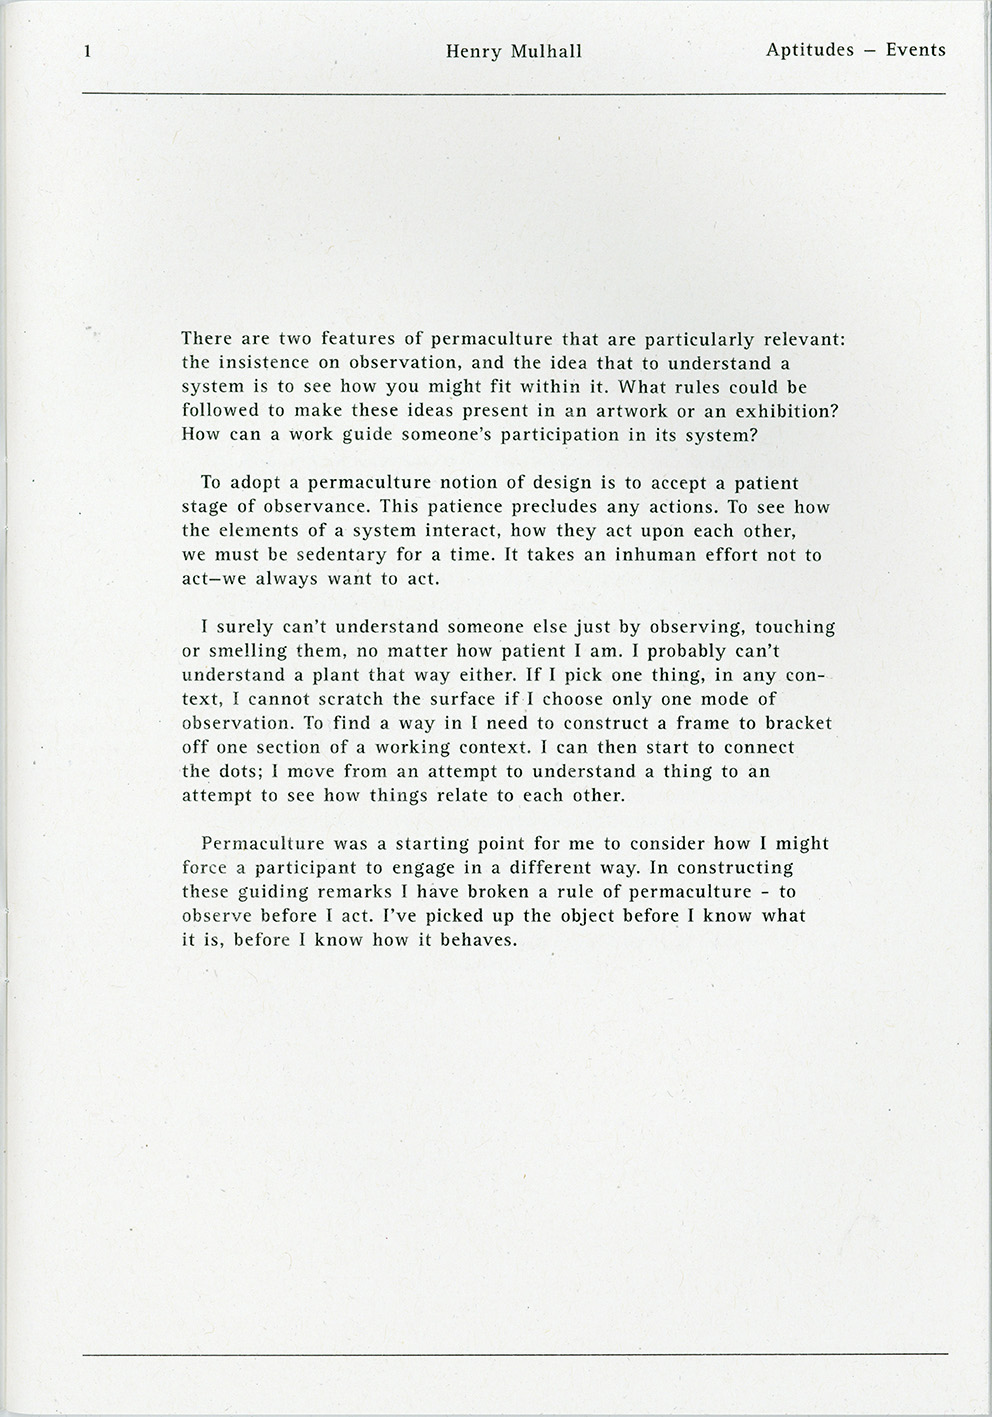 1 Henry Mulhall Aptitudes – Events
There are two features of permaculture that are particularly relevant:
the insistence on observation, and the idea that to understand a
system is to see how you might fit within it. What rules could be
followed to make these ideas present in an artwork or an exhibition?
How can a work guide someone's participation in its system?
To adopt a permaculture notion of design is to accept a patient
stage of observance. This patience precludes any actions. To see how
the elements of a system interact, how they act upon each other,
we must be sedentary for a time. It takes an inhuman effort not to
act—we always want to act.
I surely can't understand someone else just by observing, touching
or smelling them, no matter how patient I am. I probably can't
understand a plant that way either. If I pick one thing, in any con-
text, I cannot scratch the surface if I choose only one mode of
observation. To find a way in I need to construct a frame to bracket
off one section of a working context. I can then start to connect
the dots; I move from an attempt to understand a thing to an
attempt to see how things relate to each other.
Permaculture was a starting point for me to consider how I might
force a participant to engage in a different way. In constructing
these guiding remarks I have broken a rule of permaculture - to
observe before I act. I've picked up the object before I know what
it is, before I know how it behaves.